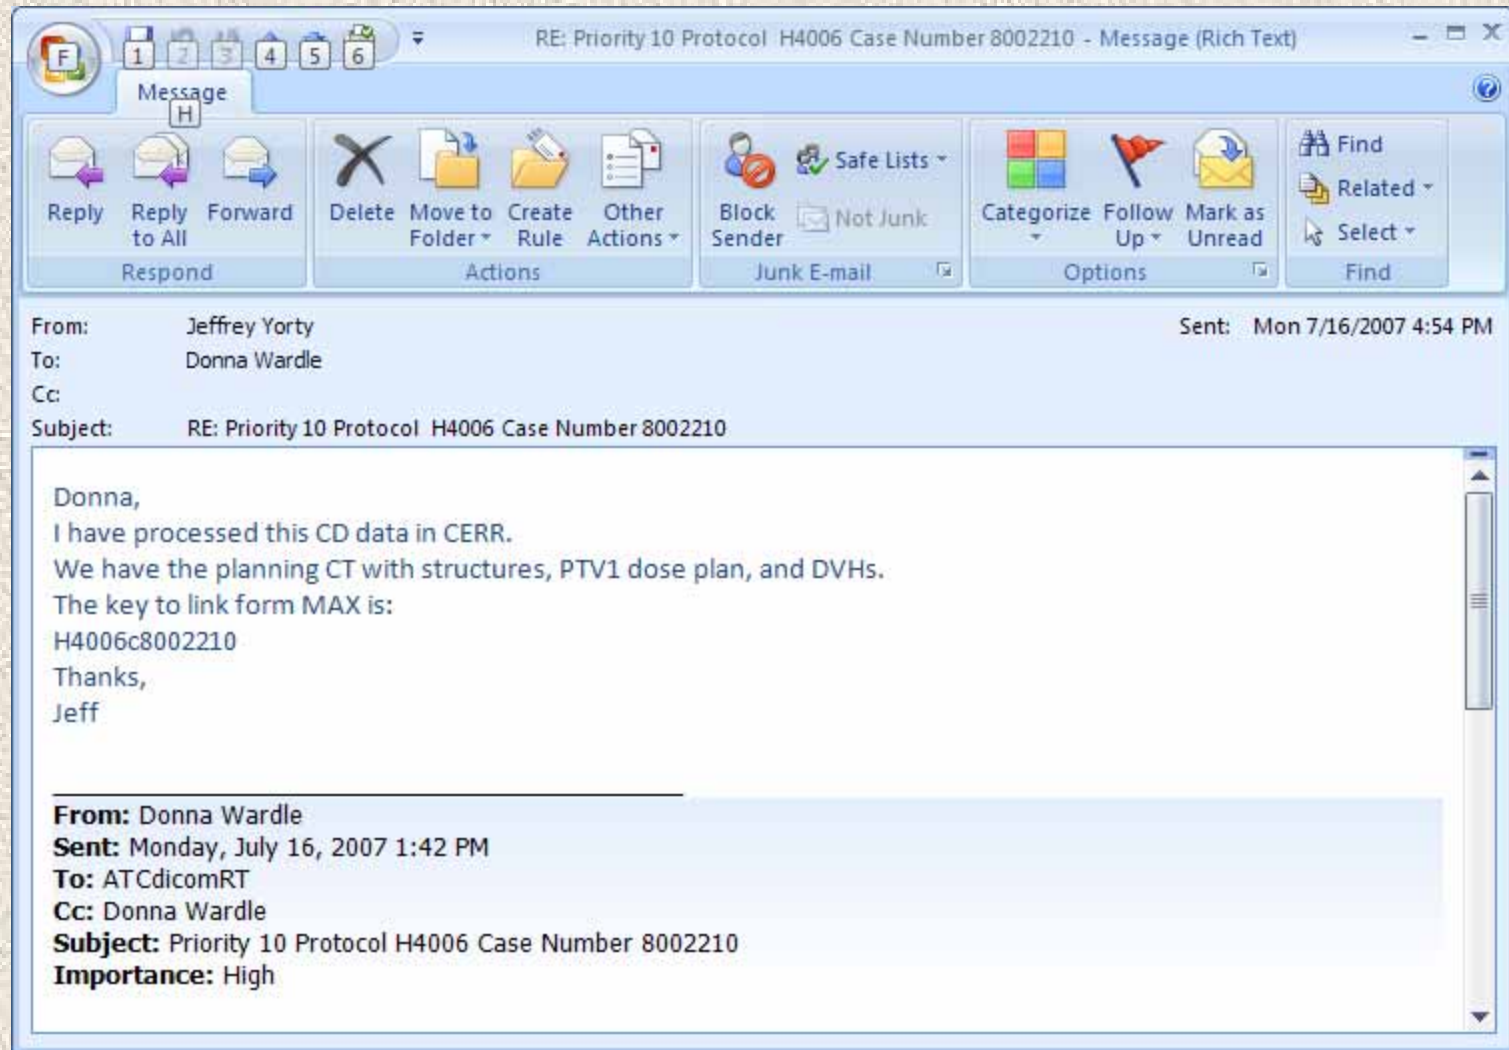 RE: Priority 10 Protocol  H4006 Case Number 8002210 - Message (Rich Text)
F 1 2 3 4 5 6
Message
H
Reply
Reply to All
Forward
Respond
Delete
Move to Folder
Create Rule
Other Actions
Actions
Block Sender
Safe Lists
Not Junk
Junk E-mail
Categorize
Follow Up
Mark as Unread
Options
Find
Related
Select
Find
From: Jeffrey Yorty
Sent: Mon 7/16/2007 4:54 PM
To: Donna Wardle
Cc:
Subject: RE: Priority 10 Protocol  H4006 Case Number 8002210
Donna,
I have processed this CD data in CERR.
We have the planning CT with structures, PTV1 dose plan, and DVHs.
The key to link form MAX is:
H4006c8002210
Thanks,
Jeff
From: Donna Wardle
Sent: Monday, July 16, 2007 1:42 PM
To: ATCdicomRT
Cc: Donna Wardle
Subject: Priority 10 Protocol H4006 Case Number 8002210
Importance: High